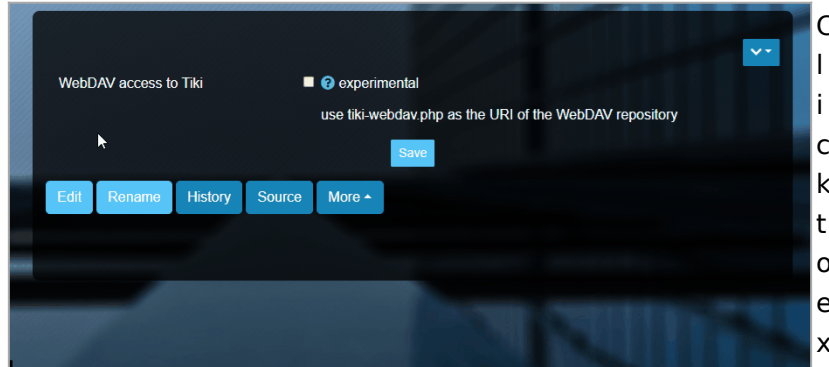 WebDAV access to Tiki
experimental
use tiki-webdav.php as the URI of the WebDAV repository
Save
Edit Rename History Source More
C
l
i
c
k
t
o
e
x